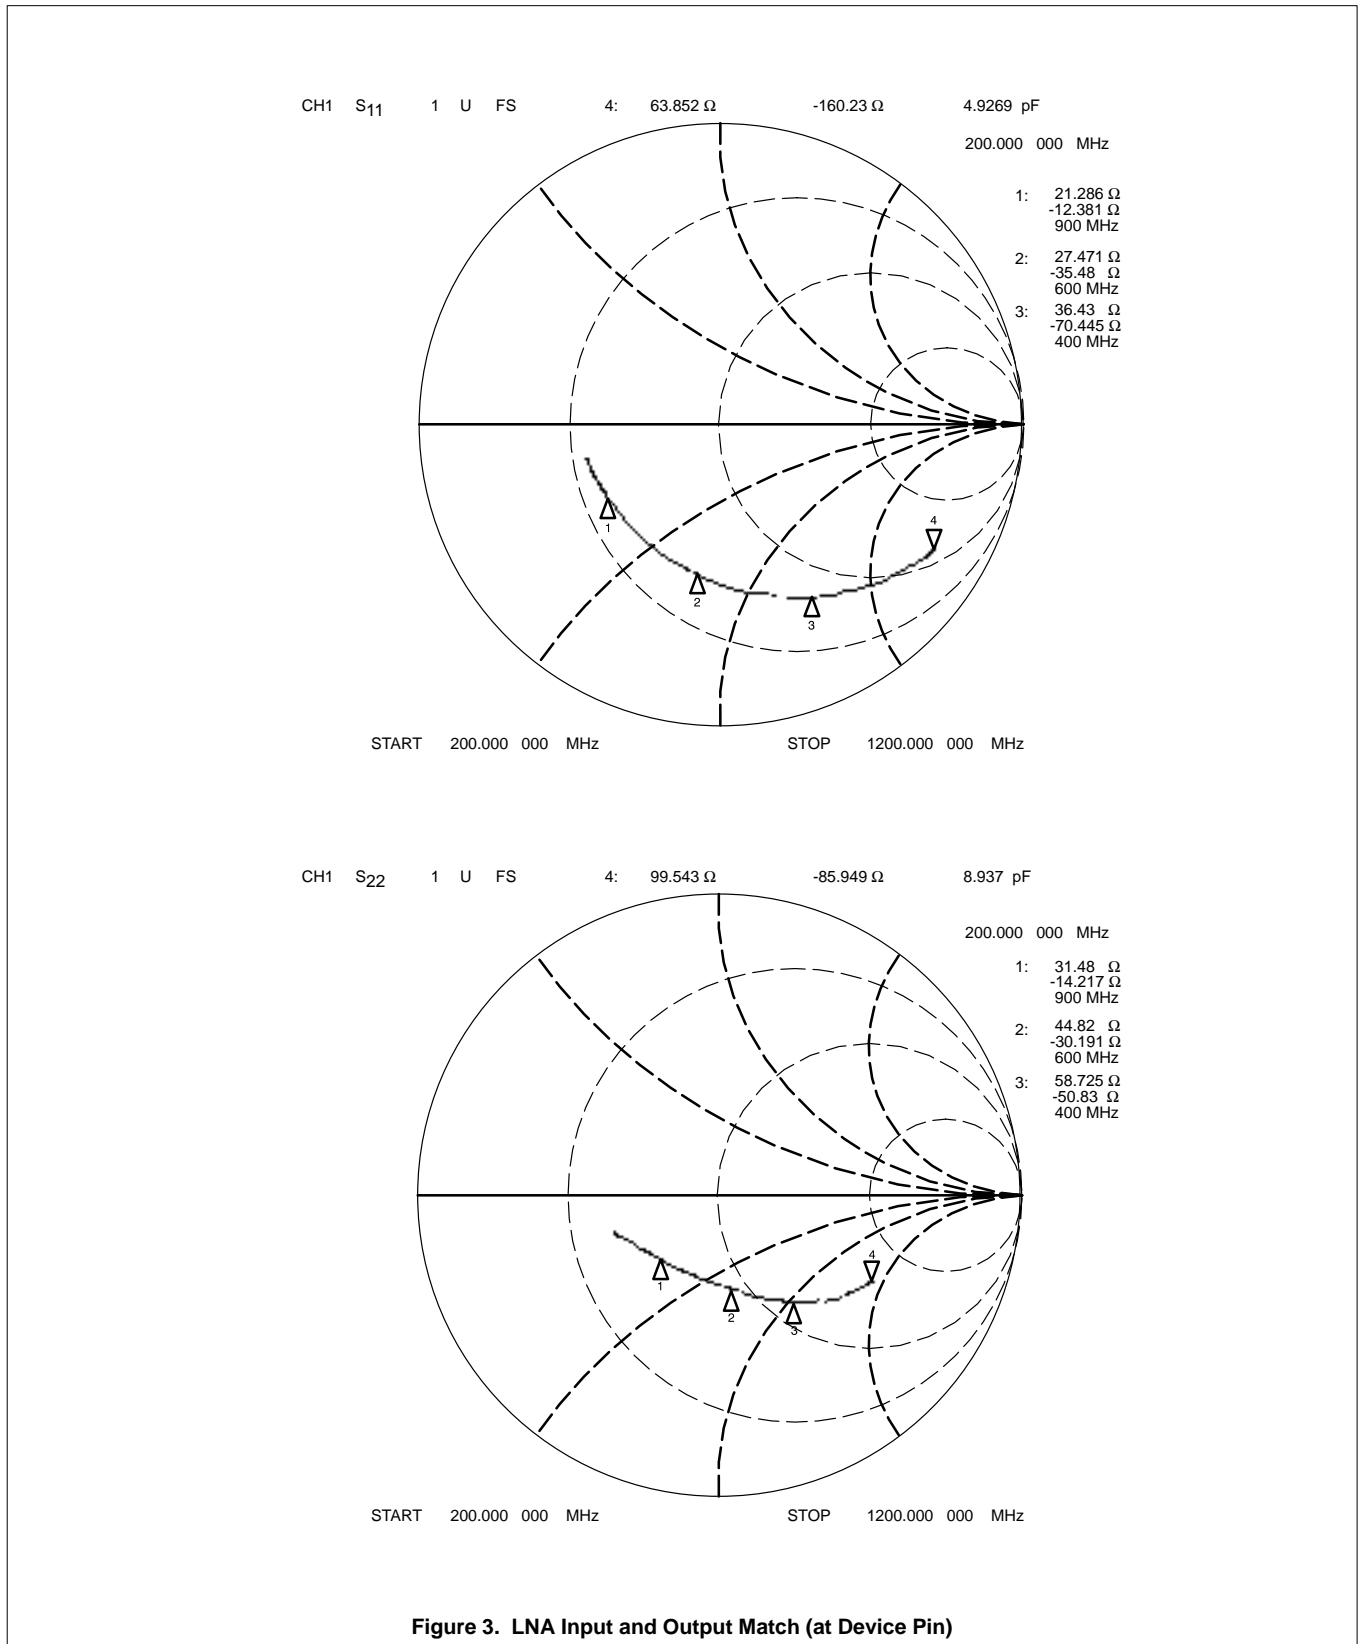 CH1 S11 1 U FS 4: 63.852 Ω -160.23 Ω 4.9269 pF
200.000 000 MHz
1: 21.286 Ω
-12.381 Ω
900 MHz
2: 27.471 Ω
-35.48 Ω
600 MHz
3: 36.43 Ω
-70.445 Ω
400 MHz
4
1
2
3
START 200.000 000 MHz STOP 1200.000 000 MHz
CH1 S22 1 U FS 4: 99.543 Ω -85.949 Ω 8.937 pF
200.000 000 MHz
1: 31.48 Ω
-14.217 Ω
900 MHz
2: 44.82 Ω
-30.191 Ω
600 MHz
3: 58.725 Ω
-50.83 Ω
400 MHz
4
1
2
3
START 200.000 000 MHz STOP 1200.000 000 MHz
Figure 3. LNA Input and Output Match (at Device Pin)